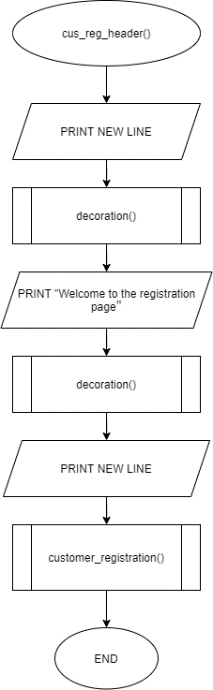 cus_reg_header()
PRINT NEW LINE
decoration()
PRINT "Welcome to the registration
page"
decoration()
PRINT NEW LINE
customer_registration()
END